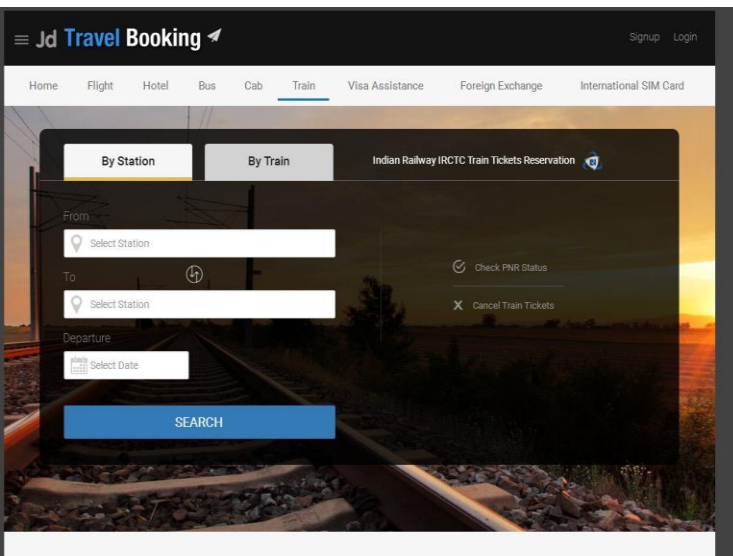 Jd Travel Booking
Signup Login
Home Flight Hotel Bus Cab Train Visa Assistance Foreign Exchange International SIM Card
By Station By Train Indian Railway IRCTC Train Tickets Reservation
From
Select Station
To
Select Station
Departure
Select Date
SEARCH
Check PNR Status
Cancel Train Tickets